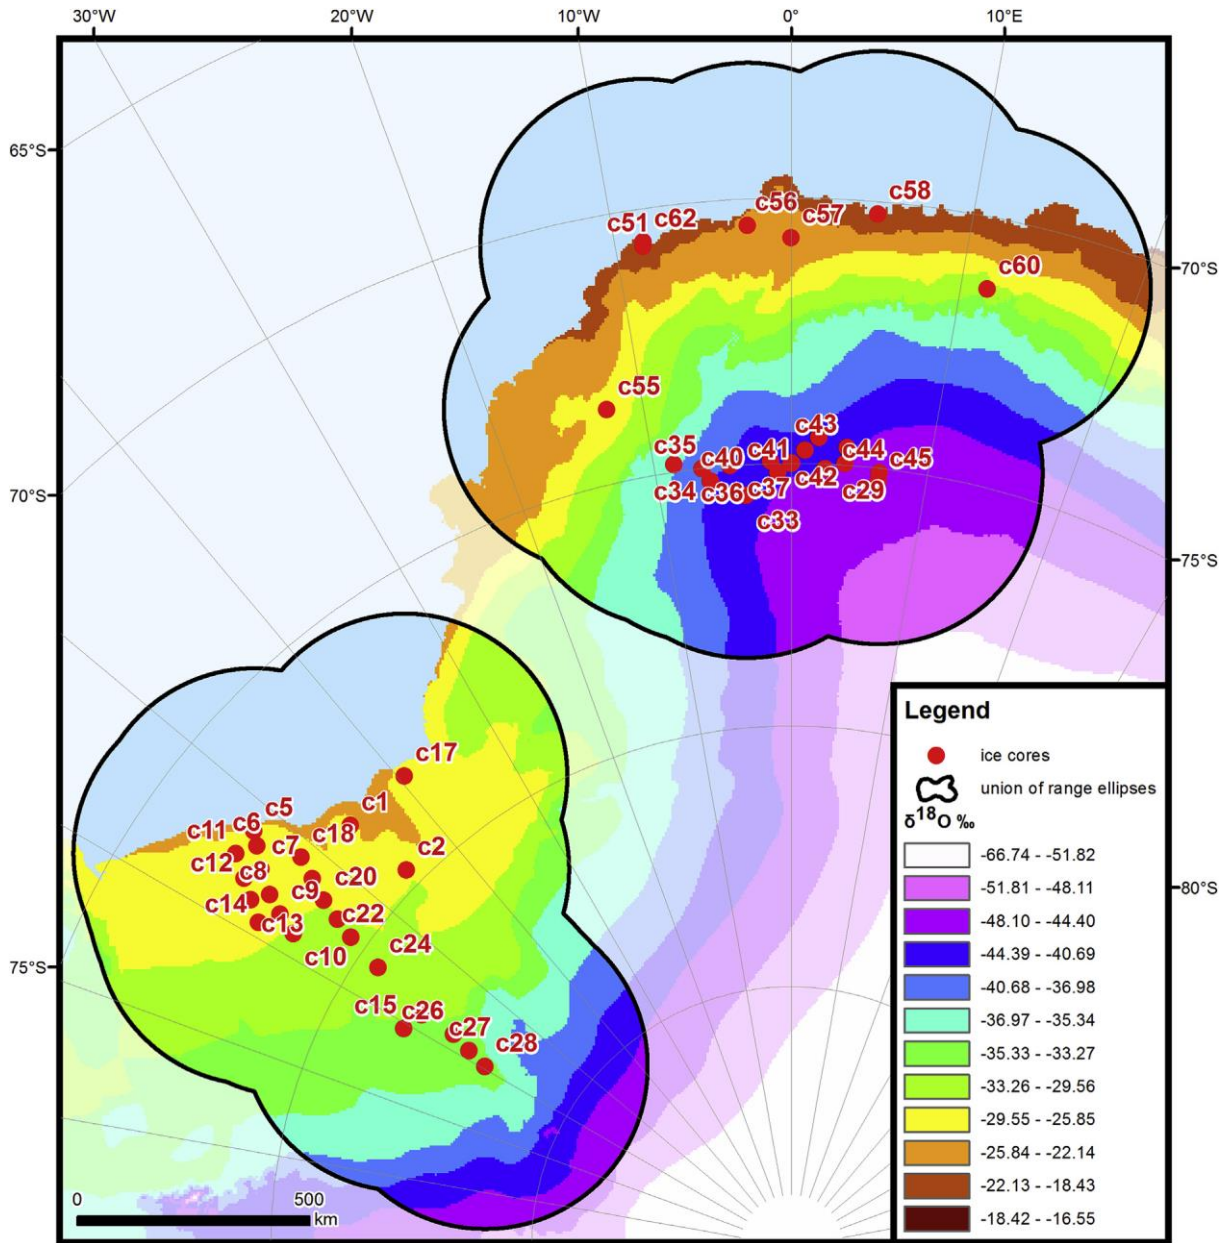 30°W 20°W 10°W 0° 10°E
65°S
c58
c56
c51 c62 c57
c60
70°S
c55
c43
c35 c41
c40 c44 c45
c34 c36 c37 c42 c29
c33
70°S
75°S
c17
c1
c5
c6
c11 c18
c7 c2
c12
c8 c20
c9
c14 c22
c13
c10 c24
75°S
80°S
c15 c26
c27 c28
0 500
km
Legend
ice cores
union of range ellipses
δ18O ‰
-66.74 - -51.82
-51.81 - -48.11
-48.10 - -44.40
-44.39 - -40.69
-40.68 - -36.98
-36.97 - -35.34
-35.33 - -33.27
-33.26 - -29.56
-29.55 - -25.85
-25.84 - -22.14
-22.13 - -18.43
-18.42 - -16.55